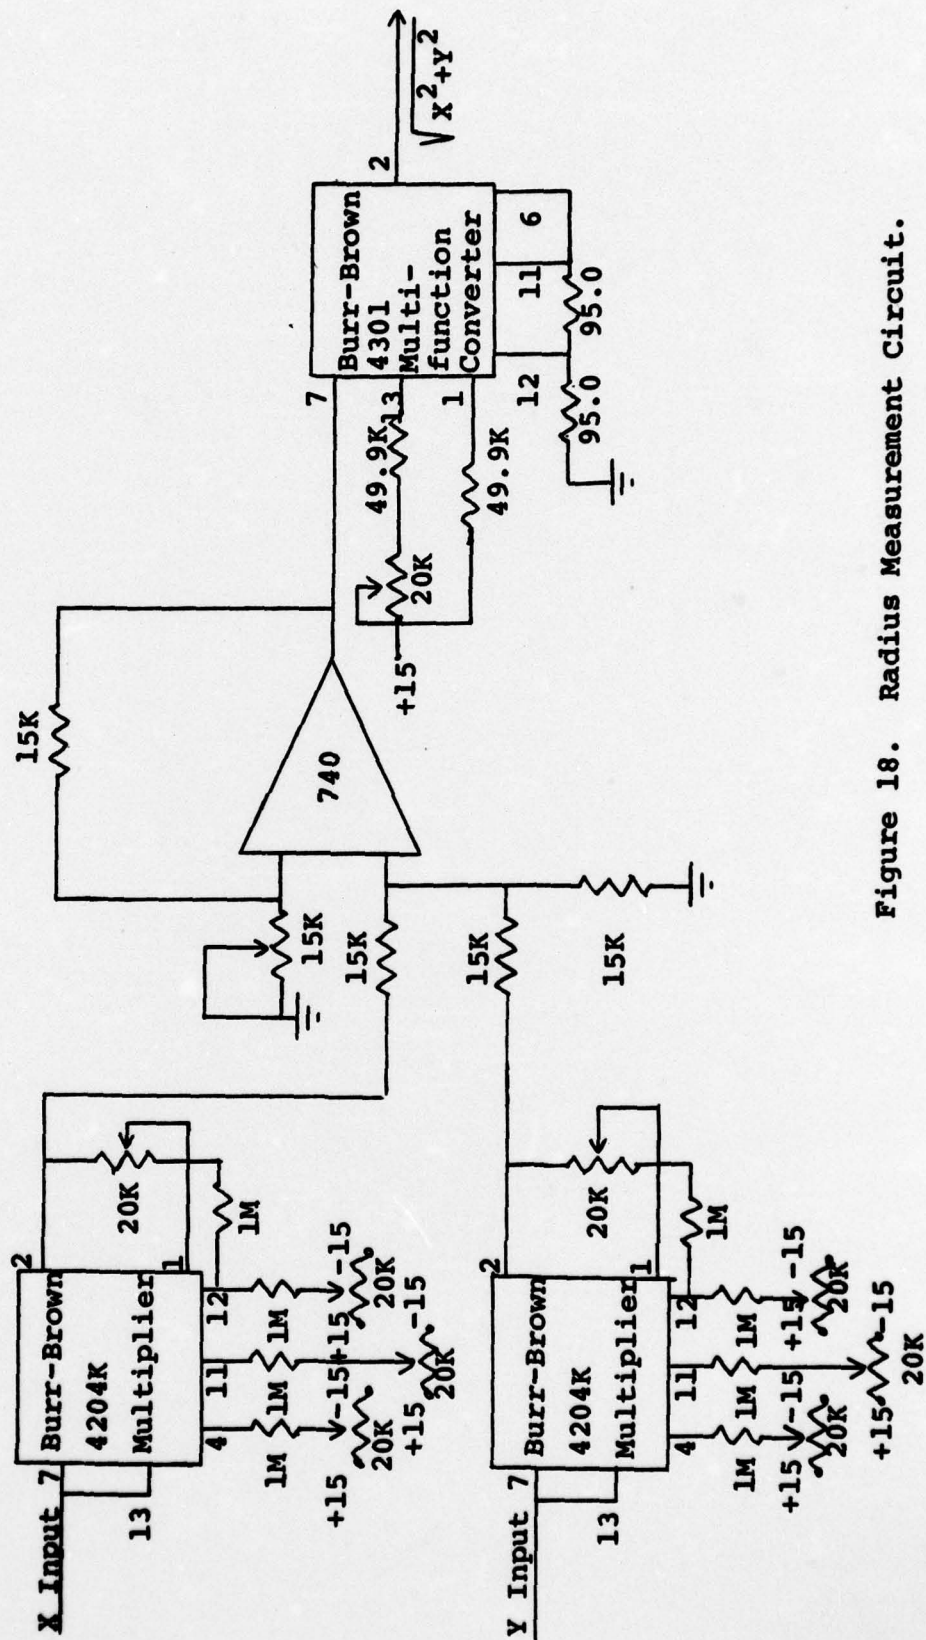 X Input
7
13
Burr-Brown
4204K
Multiplier
2
1
20K
1M
4
11
12
1M
1M
1M
+15
-15
20K
+15
-15
20K
+15
-15
20K
Y Input
7
13
Burr-Brown
4204K
Multiplier
2
1
20K
1M
4
11
12
1M
1M
1M
+15
-15
20K
+15
-15
20K
+15
-15
20K
15K
15K
15K
15K
15K
740
+15
20K
49.9K
49.9K
7
13
1
Burr-Brown
4301
Multi-
function
Converter
2
12
11
6
95.0
95.0
√X²+Y²
Figure 18. Radius Measurement Circuit.